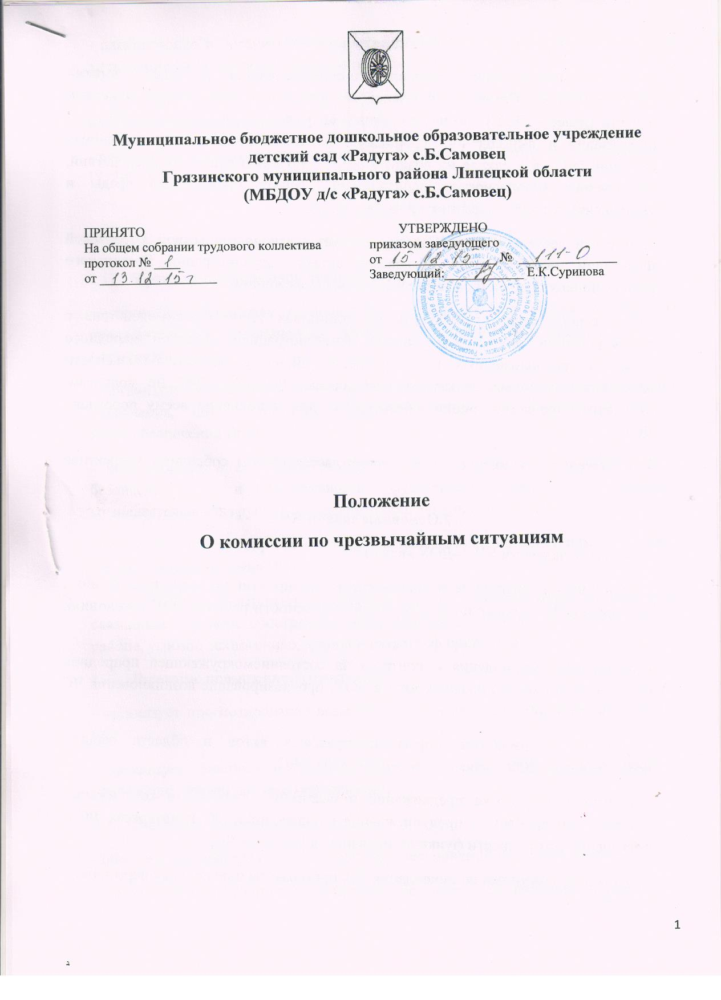 Муниципальное бюджетное дошкольное образовательное учреждение
детский сад «Радуга» с.Б.Самовец
Грязинского муниципального района Липецкой области
(МБДОУ д/с «Радуга» с.Б.Самовец)
ПРИНЯТО
На общем собрании трудового коллектива
протокол № 1
от 13.12.15г
УТВЕРЖДЕНО
приказом заведующего
от 15.12.15 № 111-О
Заведующий: Е.К.Суринова
Положение
О комиссии по чрезвычайным ситуациям
1